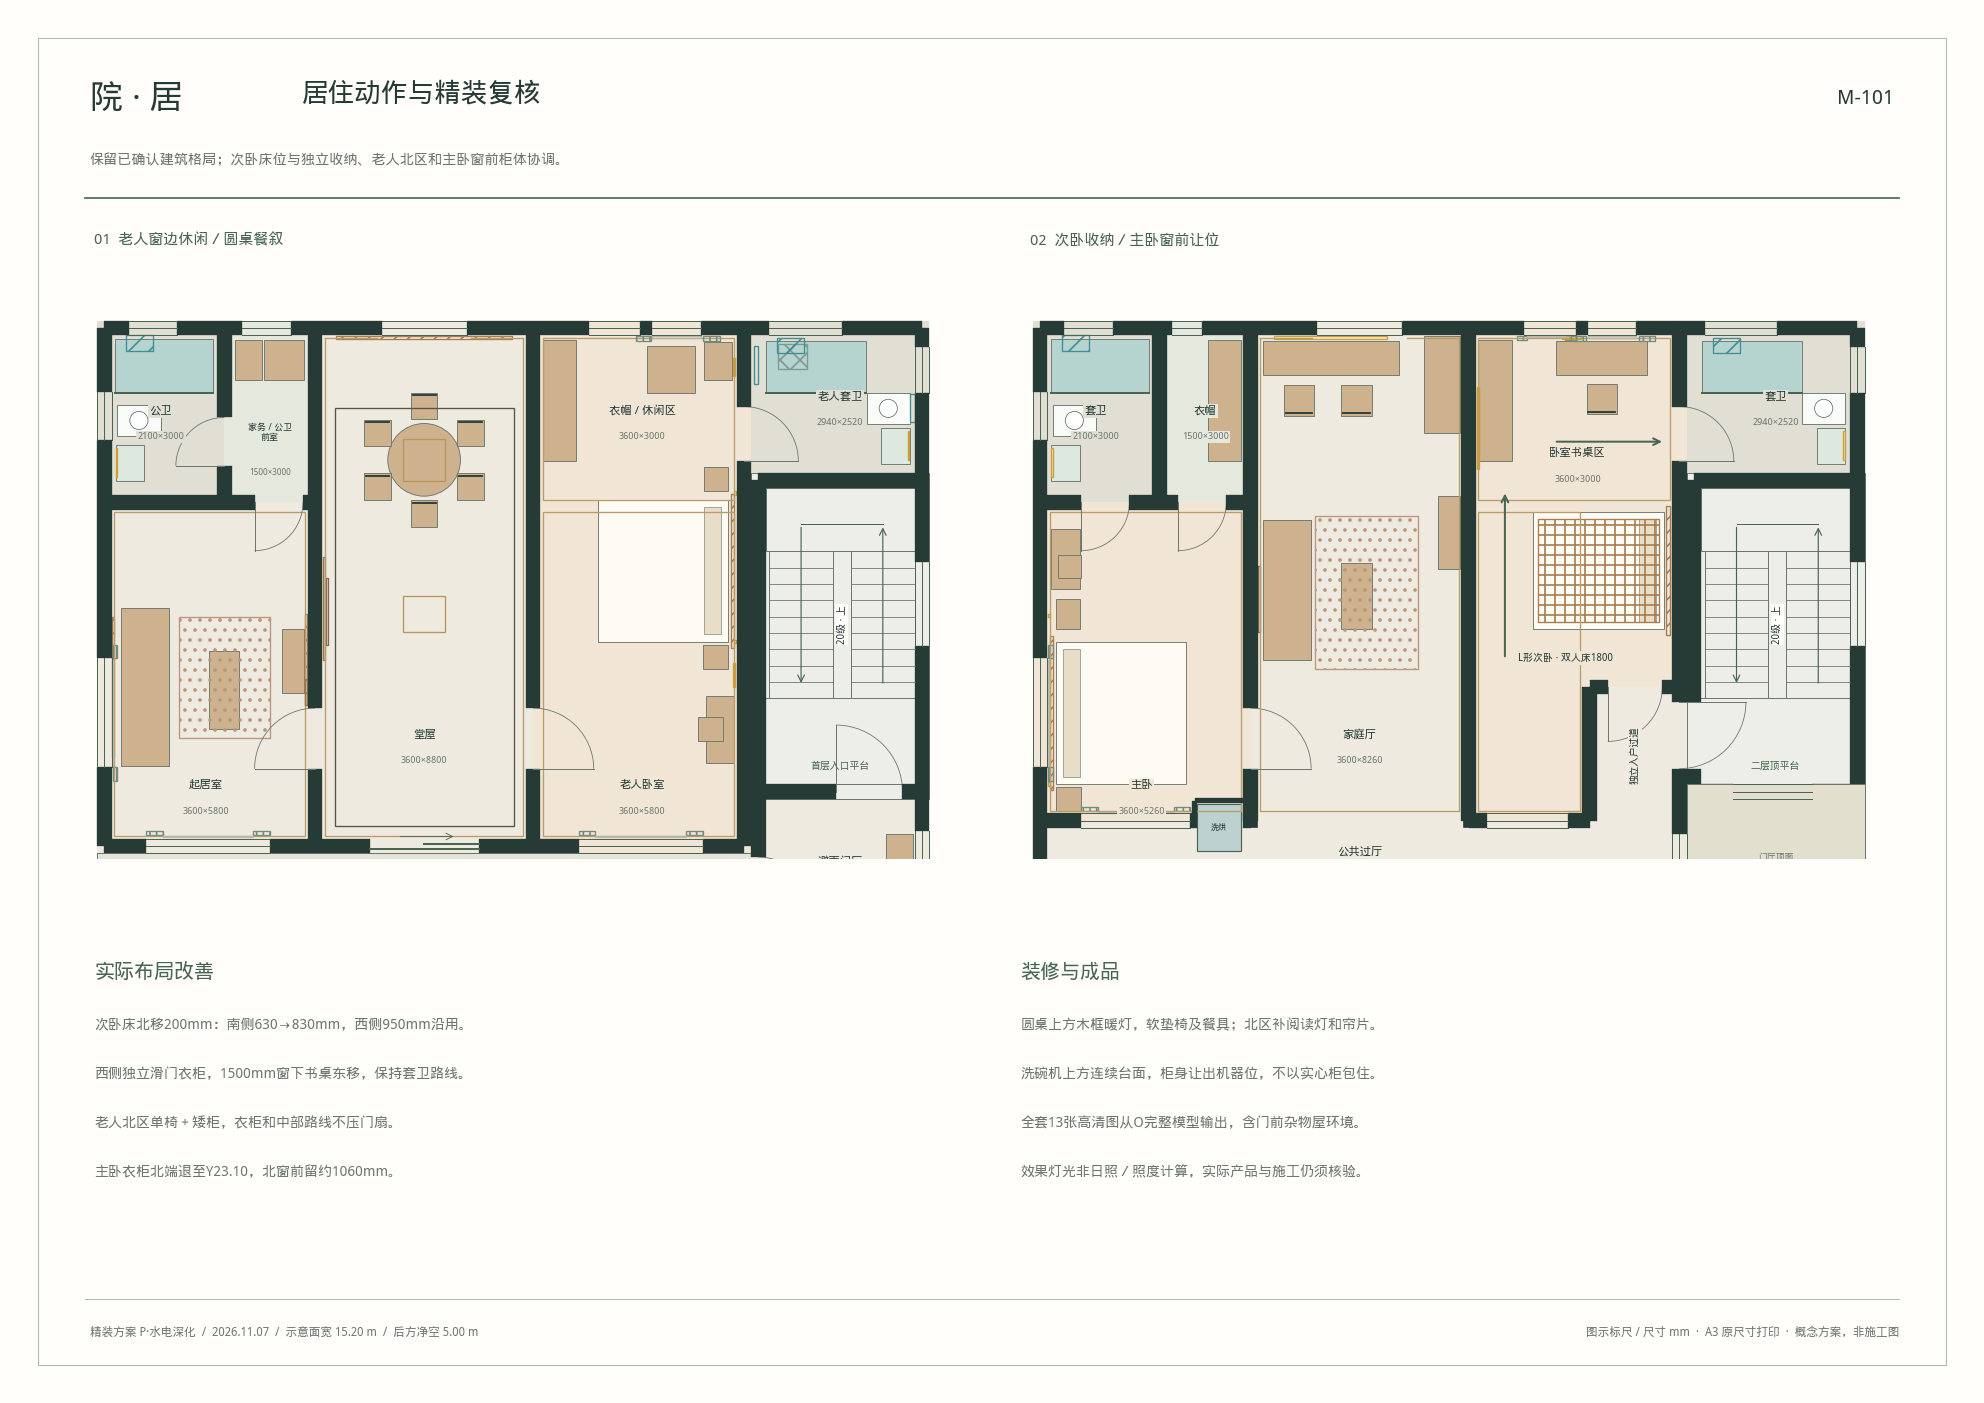 院 · 居
居住动作与精装复核
M-101
保留已确认建筑格局；次卧床位与独立收纳、老人北区和主卧窗前柜体协调。
01 老人窗边休闲 / 圆桌餐叙
公卫
2100×3000
家务 / 公卫
前室
1500×3000
衣帽 / 休闲区
3600×3000
老人套卫
2940×2520
20级 · 上
堂屋
3600×8800
起居室
3600×5800
老人卧室
3600×5800
首层入口平台
02 次卧收纳 / 主卧窗前让位
套卫
2100×3000
衣帽
1500×3000
卧室书桌区
3600×3000
套卫
2940×2520
20级 · 上
L形次卧 · 双人床1800
独立入户过道
家庭厅
3600×8260
二层顶平台
主卧
3600×5260
洗烘
公共过厅
门厅顶面
实际布局改善
次卧床北移200mm：南侧630→830mm，西侧950mm沿用。
西侧独立滑门衣柜，1500mm窗下书桌东移，保持套卫路线。
老人北区单椅 + 矮柜，衣柜和中部路线不压门扇。
主卧衣柜北端退至Y23.10，北窗前留约1060mm。
装修与成品
圆桌上方木框暖灯，软垫椅及餐具；北区补阅读灯和帘片。
洗碗机上方连续台面，柜身让出机器位，不以实心柜包住。
全套13张高清图从O完整模型输出，含门前杂物屋环境。
效果灯光非日照 / 照度计算，实际产品与施工仍须核验。
精装方案 P·水电深化 / 2026.11.07 / 示意面宽 15.20 m / 后方净空 5.00 m
图示标尺 / 尺寸 mm · A3 原尺寸打印 · 概念方案，非施工图